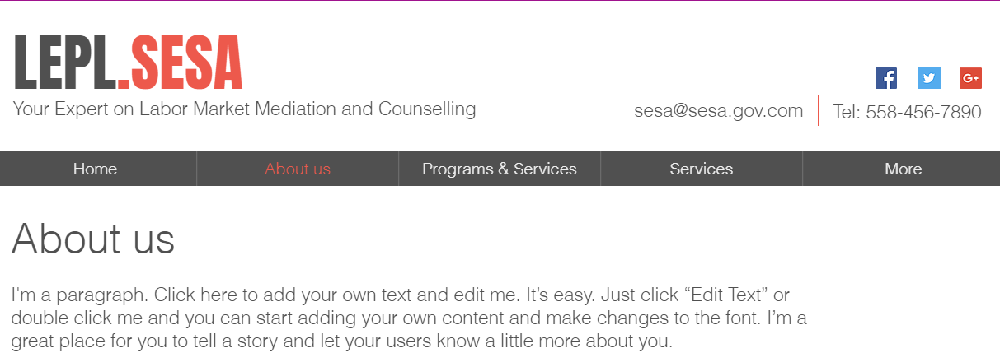 LEPL.SESA
Your Expert on Labor Market Mediation and Counselling
sesa@sesa.gov.com
Tel: 558-456-7890
Home
About us
Programs & Services
Services
More
About us
I'm a paragraph. Click here to add your own text and edit me. It’s easy. Just click “Edit Text” or
double click me and you can start adding your own content and make changes to the font. I’m a
great place for you to tell a story and let your users know a little more about you.